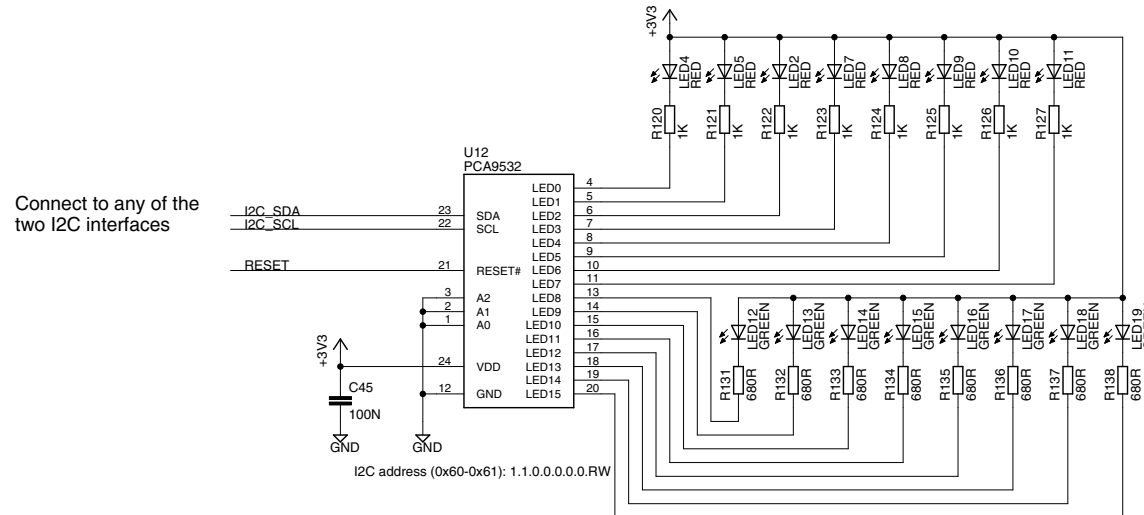 +3V3
LED4
RED
LED5
RED
LED2
RED
LED7
RED
LED8
RED
LED9
RED
LED10
RED
LED11
RED
R120
1K
R121
1K
R122
1K
R123
1K
R124
1K
R125
1K
R126
1K
R127
1K
U12
PCA9532
Connect to any of the
two I2C interfaces
I2C_SDA
23
SDA
I2C_SCL
22
SCL
RESET
21
RESET#
3
A2
2
A1
1
A0
24
VDD
12
GND
LED0
4
LED1
5
LED2
6
LED3
7
LED4
8
LED5
9
LED6
10
LED7
11
LED8
13
LED9
14
LED10
15
LED11
16
LED12
17
LED13
18
LED14
19
LED15
20
+3V3
C45
100N
GND
GND
LED12
GREEN
LED13
GREEN
LED14
GREEN
LED15
GREEN
LED16
GREEN
LED17
GREEN
LED18
GREEN
LED19
R131
680R
R132
680R
R133
680R
R134
680R
R135
680R
R136
680R
R137
680R
R138
680R
I2C address (0x60-0x61): 1.1.0.0.0.0.0.RW